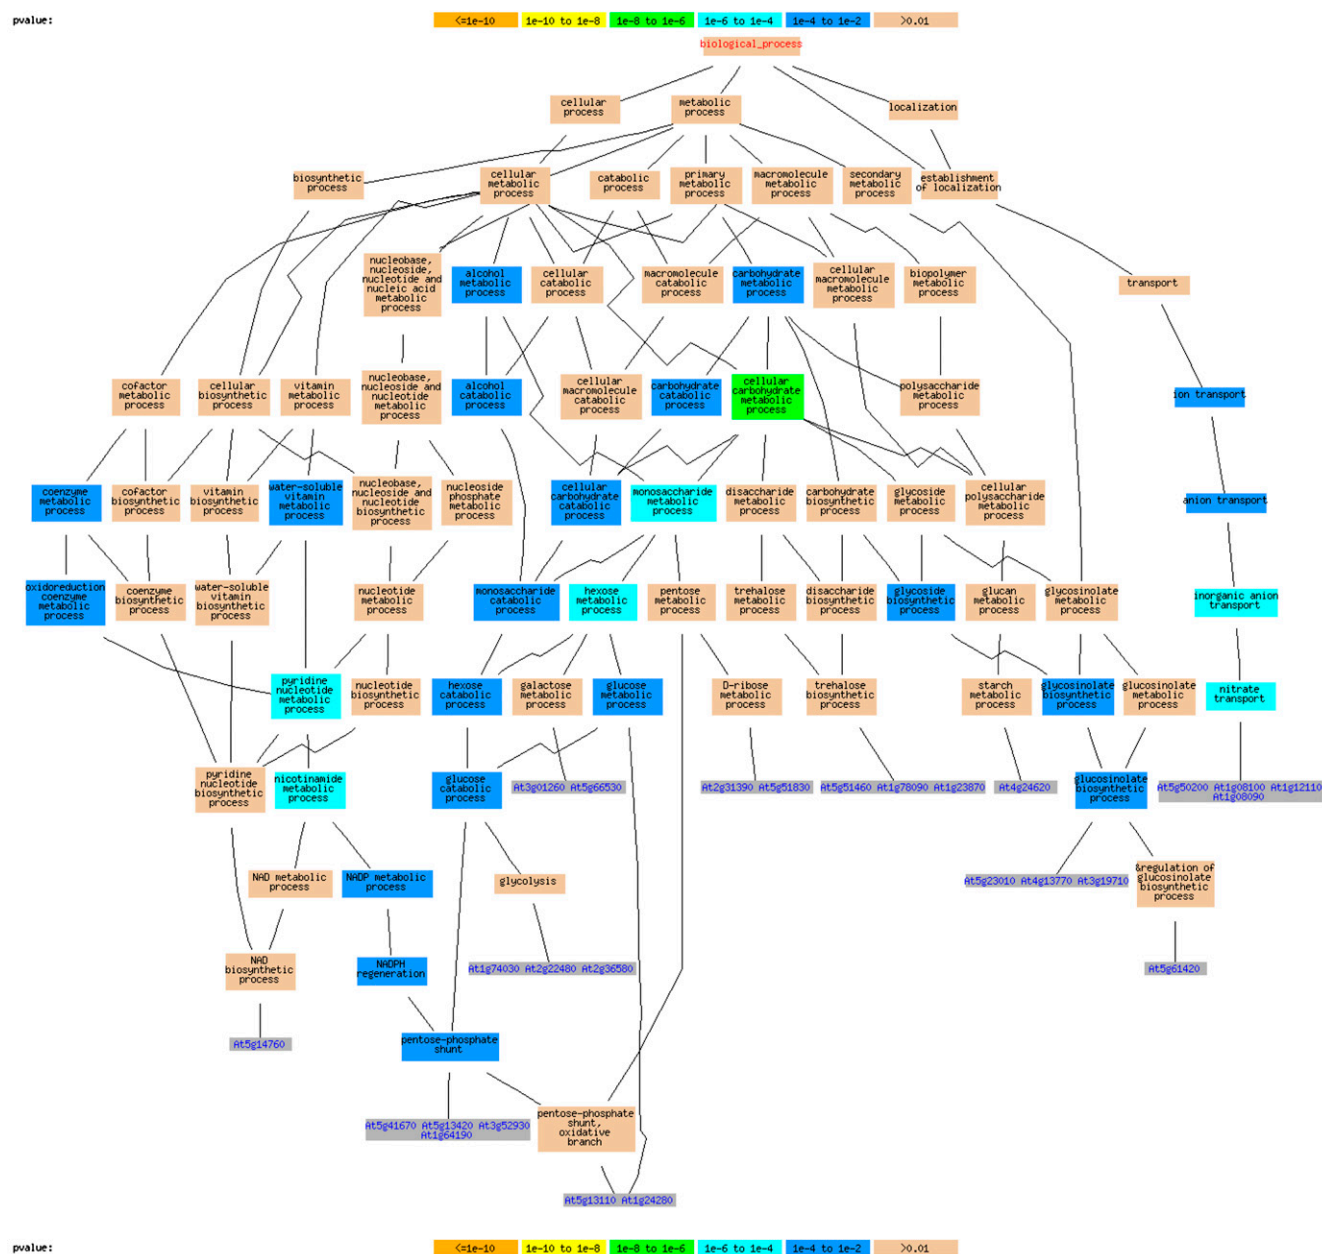 pvalue:
<=1e-10 1e-10 to 1e-8 1e-8 to 1e-6 1e-6 to 1e-4 1e-4 to 1e-2 >0.01
biological_process
cellular
process
metabolic
process
localization
biosynthetic
process
cellular
metabolic
process
catabolic
process
primary
metabolic
process
macromolecule
metabolic
process
secondary
metabolic
process
establishment
of localization
nucleobase,
nucleoside,
nucleotide and
nucleic acid
metabolic
process
alcohol
metabolic
process
cellular
catabolic
process
macromolecule
catabolic
process
carbohydrate
metabolic
process
cellular
macromolecule
metabolic
process
biopolymer
metabolic
process
transport
cofactor
metabolic
process
cellular
biosynthetic
process
vitamin
metabolic
process
nucleobase,
nucleoside and
nucleotide
metabolic
process
alcohol
catabolic
process
cellular
macromolecule
catabolic
process
carbohydrate
catabolic
process
cellular
carbohydrate
metabolic
process
polysaccharide
metabolic
process
ion transport
coenzyme
metabolic
process
cofactor
biosynthetic
process
vitamin
biosynthetic
process
water-soluble
vitamin
metabolic
process
nucleobase,
nucleoside and
nucleotide
biosynthetic
process
nucleoside
phosphate
metabolic
process
cellular
carbohydrate
catabolic
process
monosaccharide
metabolic
process
disaccharide
metabolic
process
carbohydrate
biosynthetic
process
glycoside
metabolic
process
cellular
polysaccharide
metabolic
process
anion transport
oxidoreduction
coenzyme
metabolic
process
coenzyme
biosynthetic
process
water-soluble
vitamin
biosynthetic
process
nucleotide
metabolic
process
monosaccharide
catabolic
process
hexose
metabolic
process
pentose
metabolic
process
trehalose
metabolic
process
disaccharide
biosynthetic
process
glycoside
biosynthetic
process
glucan
metabolic
process
glycosinolate
metabolic
process
inorganic anion
transport
pyridine
nucleotide
metabolic
process
nucleotide
biosynthetic
process
hexose
catabolic
process
galactose
metabolic
process
glucose
metabolic
process
D-ribose
metabolic
process
trehalose
biosynthetic
process
starch
metabolic
process
glycosinolate
biosynthetic
process
glucosinolate
metabolic
process
nitrate
transport
pyridine
nucleotide
biosynthetic
process
nicotinamide
metabolic
process
glucose
catabolic
process
At3g01260 At5g66530
At2g31390 At5g51830
At5g51460 At1g78090 At1g23870
At4g24620
glucosinolate
biosynthetic
process
At5g50200 At1g08100 At1g12110
At1g08090
NAD metabolic
process
NADP metabolic
process
glycolysis
At5g23010 At4g13770 At3g19710
&regulation of
glucosinolate
biosynthetic
process
NAD
biosynthetic
process
NADPH
regeneration
At1g74030 At2g22480 At2g36580
At5g61420
At5g14760
pentose-phosphate
shunt
At5g41670 At5g13420 At3g52930
At1g64190
pentose-phosphate
shunt,
oxidative
branch
At5g13110 At1g24280
pvalue:
<=1e-10 1e-10 to 1e-8 1e-8 to 1e-6 1e-6 to 1e-4 1e-4 to 1e-2 >0.01